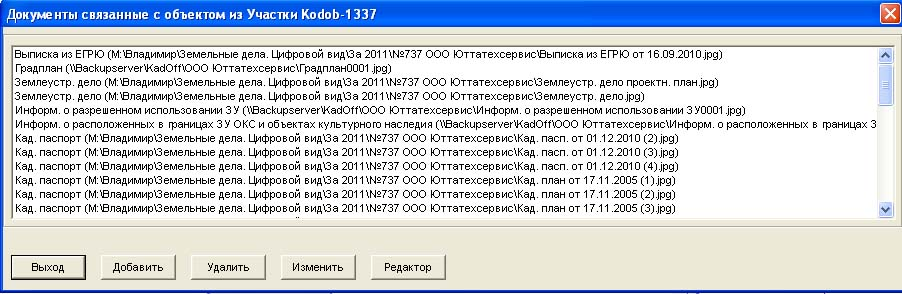 Документы связанные с объектом из Участки Kodob-1337
Выписка из ЕГРЮ (M:\Владимир\Земельные дела. Цифровой вид\За 2011\№737 ООО Юттатехсервис\Выписка из ЕГРЮ от 16.09.2010.jpg)
Градплан (\\Backupserver\KadOff\ООО Юттатехсервис\Градплан0001.jpg)
Землеустр. дело (M:\Владимир\Земельные дела. Цифровой вид\За 2011\№737 ООО Юттатехсервис\Землеустр. дело проектн. план.jpg)
Землеустр. дело (M:\Владимир\Земельные дела. Цифровой вид\За 2011\№737 ООО Юттатехсервис\Землеустр. дело.jpg)
Информ. о разрешенном использовании ЗУ (\\Backupserver\KadOff\ООО Юттатехсервис\Информ. о разрешенном использовании ЗУ0001.jpg)
Информ. о расположенных в границах ЗУ ОКС и объектах культурного наследия (\\Backupserver\KadOff\ООО Юттатехсервис\Информ. о расположенных в границах З
Кад. паспорт (M:\Владимир\Земельные дела. Цифровой вид\За 2011\№737 ООО Юттатехсервис\Кад. пасп. от 01.12.2010 (2).jpg)
Кад. паспорт (M:\Владимир\Земельные дела. Цифровой вид\За 2011\№737 ООО Юттатехсервис\Кад. пасп. от 01.12.2010 (3).jpg)
Кад. паспорт (M:\Владимир\Земельные дела. Цифровой вид\За 2011\№737 ООО Юттатехсервис\Кад. пасп. от 01.12.2010 (4).jpg)
Кад. паспорт (M:\Владимир\Земельные дела. Цифровой вид\За 2011\№737 ООО Юттатехсервис\Кад. план от 17.11.2005 (1).jpg)
Кад. паспорт (M:\Владимир\Земельные дела. Цифровой вид\За 2011\№737 ООО Юттатехсервис\Кад. план от 17.11.2005 (2).jpg)
Кад. паспорт (M:\Владимир\Земельные дела. Цифровой вид\За 2011\№737 ООО Юттатехсервис\Кад. план от 17.11.2005 (3).jpg)
Выход Добавить Удалить Изменить Редактор